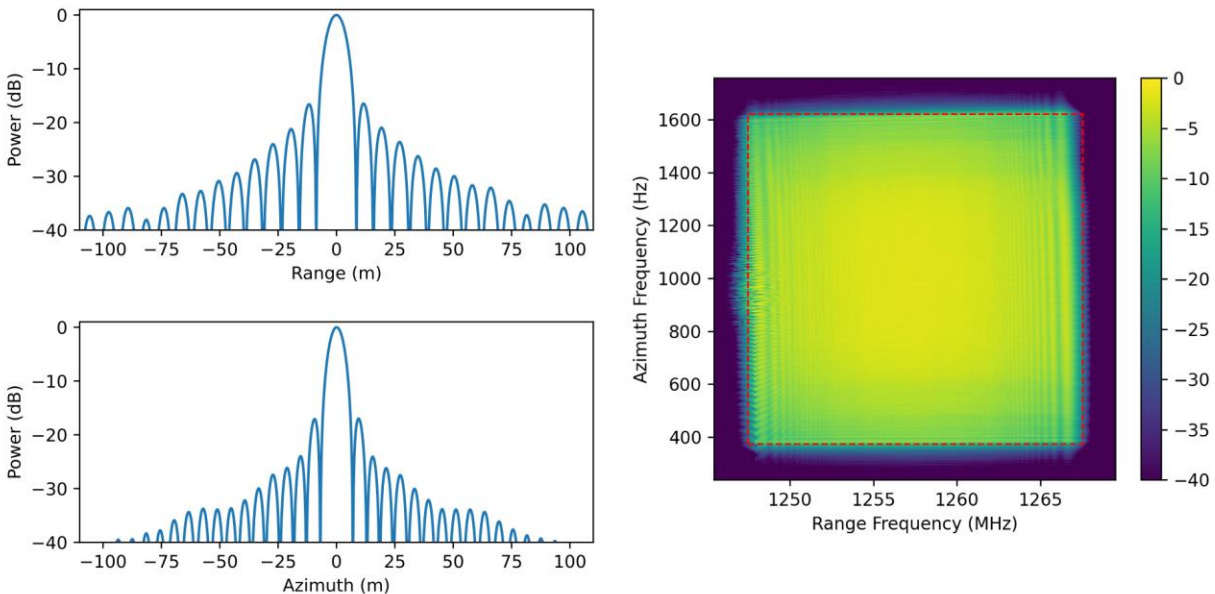 0
−10
−20
−30
−40
Power (dB)
−100 −75 −50 −25 0 25 50 75 100
Range (m)
0
−10
−20
−30
−40
Power (dB)
−100 −75 −50 −25 0 25 50 75 100
Azimuth (m)
1600
1400
1200
1000
800
600
400
Azimuth Frequency (Hz)
1250 1255 1260 1265
Range Frequency (MHz)
0
−5
−10
−15
−20
−25
−30
−35
−40